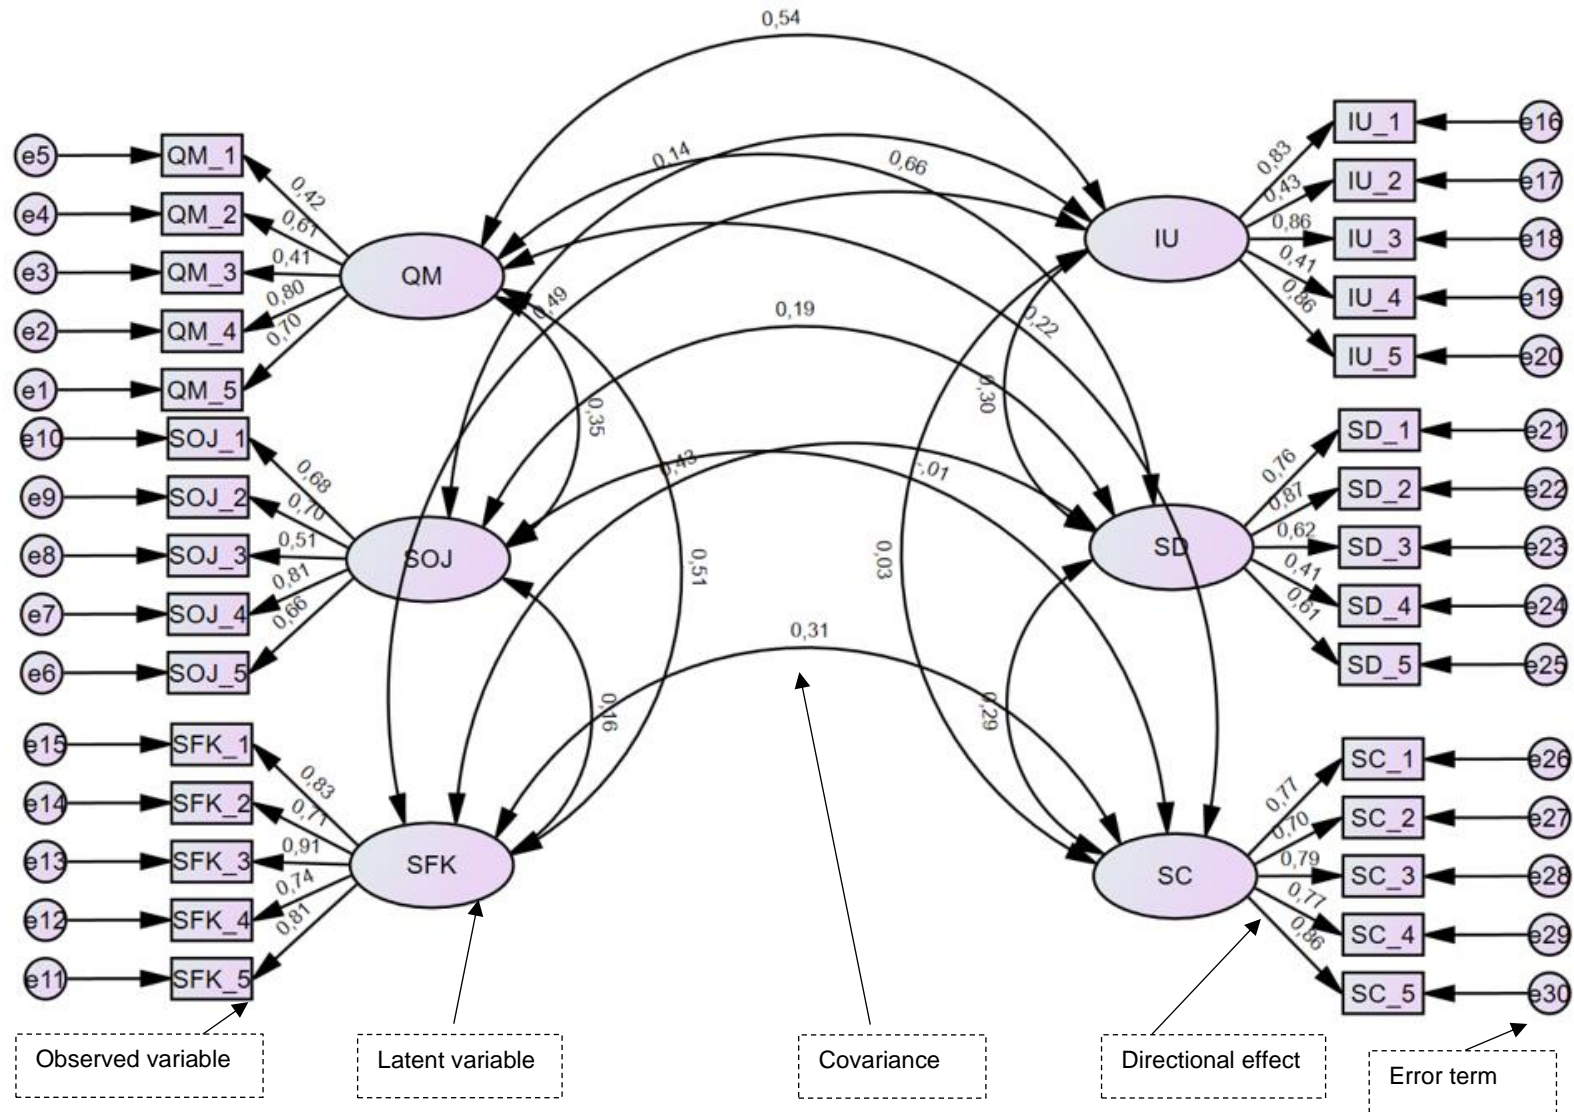 0,54
0,14
0,66
e5
QM_1
0,42
e4
QM_2
0,61
e3
QM_3
0,41
e2
QM_4
0,80
e1
QM_5
0,70
QM
IU
0,83
IU_1
e16
0,43
IU_2
e17
0,86
IU_3
e18
0,41
IU_4
e19
0,86
IU_5
e20
0,49
0,19
0,22
0,35
0,30
0,43
-,01
e10
SOJ_1
0,68
e9
SOJ_2
0,70
e8
SOJ_3
0,51
e7
SOJ_4
0,81
e6
SOJ_5
0,66
SOJ
SD
0,76
SD_1
e21
0,87
SD_2
e22
0,62
SD_3
e23
0,41
SD_4
e24
0,61
SD_5
e25
0,51
0,03
0,31
0,16
0,29
e15
SFK_1
0,83
e14
SFK_2
0,71
e13
SFK_3
0,91
e12
SFK_4
0,74
e11
SFK_5
0,81
SFK
SC
0,77
SC_1
e26
0,70
SC_2
e27
0,79
SC_3
e28
0,77
SC_4
e29
0,86
SC_5
e30
Observed variable
Latent variable
Covariance
Directional effect
Error term